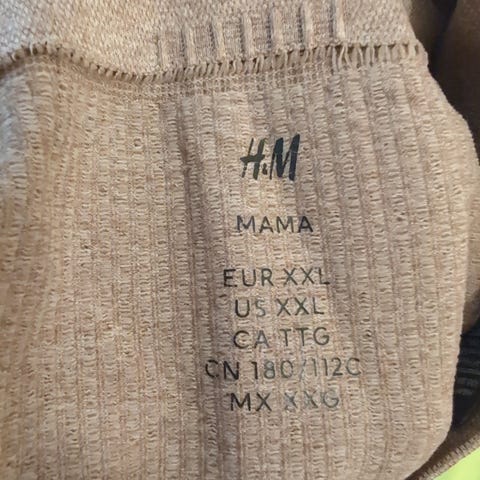 H&M
MAMA
EUR XXL
US XXL
CA TTG
CN 180/112C
MX XXG